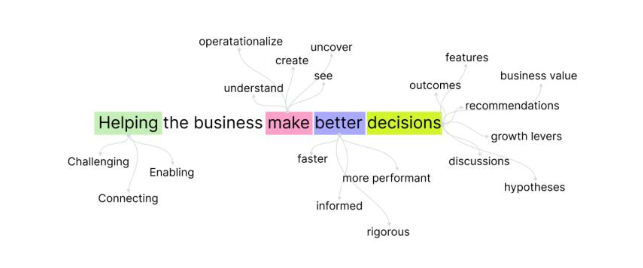 operatationalize
uncover
create
features
see
business value
understand
outcomes
recommendations
Helping the business make better decisions
growth levers
Challenging
faster
discussions
Enabling
more performant
hypotheses
Connecting
informed
rigorous